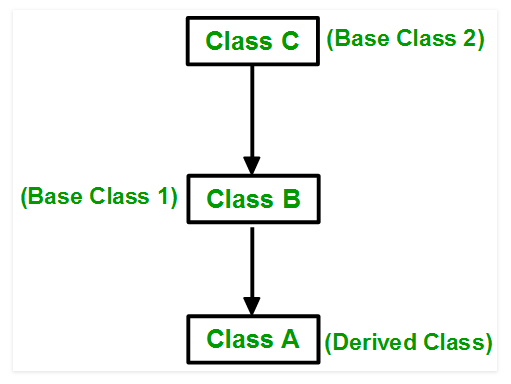 Class C (Base Class 2)
(Base Class 1) Class B
Class A (Derived Class)